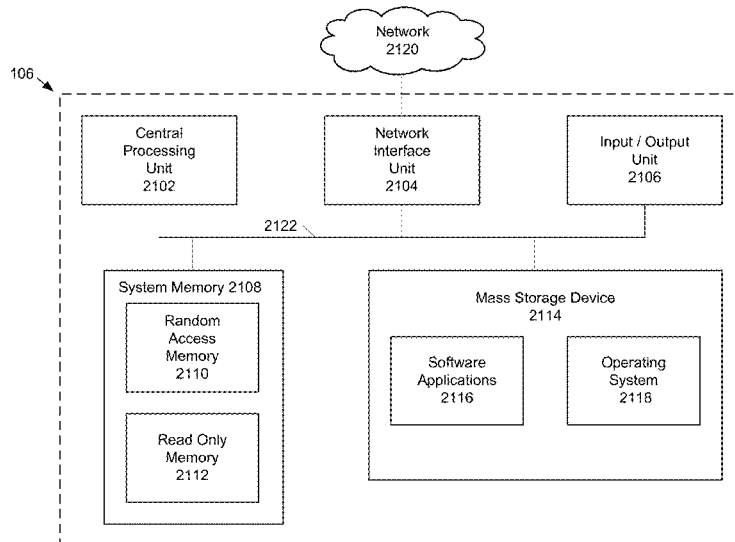 Network
2120
106
Central
Processing
Unit
2102
Network
Interface
Unit
2104
Input / Output
Unit
2106
2122
System Memory 2108
Random
Access
Memory
2110
Read Only
Memory
2112
Mass Storage Device
2114
Software
Applications
2116
Operating
System
2118